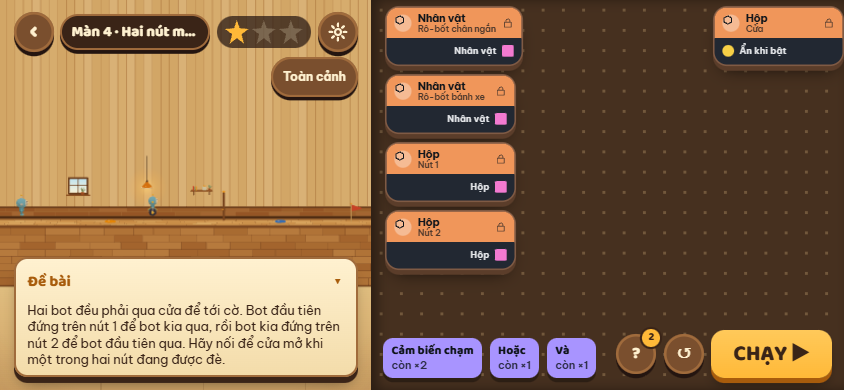 Màn 4 · Hai nút m...
Toàn cảnh
Đề bài
Hai bot đều phải qua cửa để tới cờ. Bot đầu tiên
đứng trên nút 1 để bot kia qua, rồi bot kia đứng trên
nút 2 để bot đầu tiên qua. Hãy nối để cửa mở khi
một trong hai nút đang được đè.
Nhân vật
Rô-bốt chân ngắn
Nhân vật
Nhân vật
Rô-bốt bánh xe
Nhân vật
Hộp
Nút 1
Hộp
Hộp
Nút 2
Hộp
Hộp
Cửa
Ẩn khi bật
Cảm biến chạm
còn ×2
Hoặc
còn ×1
Và
còn ×1
?
2
CHẠY